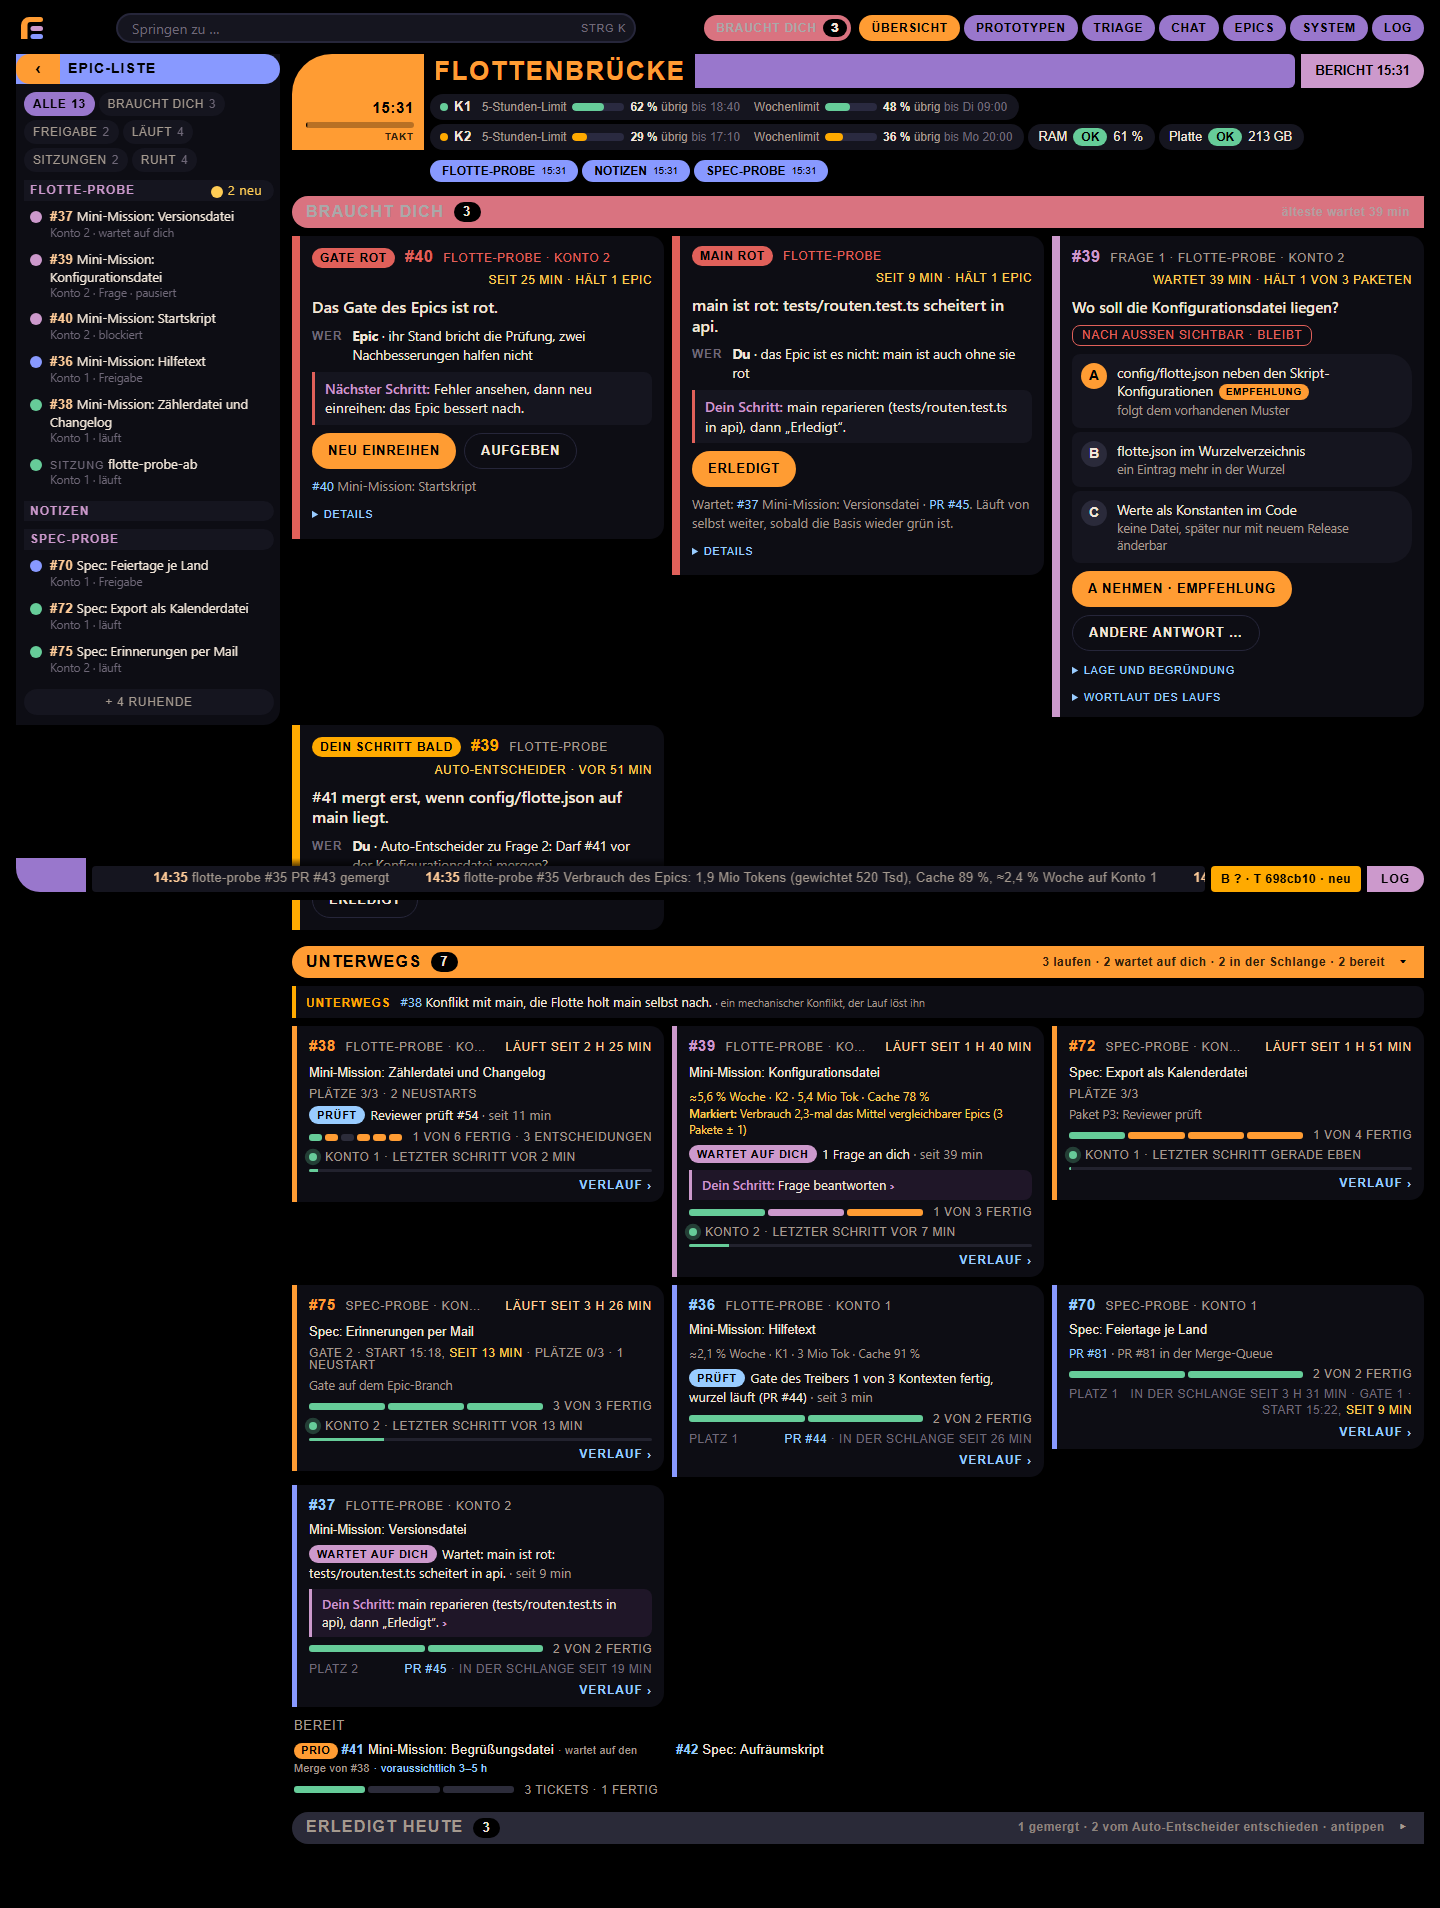 Springen zu ...
STRG K
BRAUCHT DICH 3
ÜBERSICHT
PROTOTYPEN
TRIAGE
CHAT
EPICS
SYSTEM
LOG
‹ EPIC-LISTE
ALLE 13
BRAUCHT DICH 3
FREIGABE 2
LÄUFT 4
SITZUNGEN 2
RUHT 4
FLOTTE-PROBE
2 neu
#37 Mini-Mission: Versionsdatei
Konto 2 · wartet auf dich
#39 Mini-Mission:
Konfigurationsdatei
Konto 2 · Frage · pausiert
#40 Mini-Mission: Startskript
Konto 2 · blockiert
#36 Mini-Mission: Hilfetext
Konto 1 · Freigabe
#38 Mini-Mission: Zählerdatei und
Changelog
Konto 1 · läuft
SITZUNG flotte-probe-ab
Konto 1 · läuft
NOTIZEN
SPEC-PROBE
#70 Spec: Feiertage je Land
Konto 1 · Freigabe
#72 Spec: Export als Kalenderdatei
Konto 1 · läuft
#75 Spec: Erinnerungen per Mail
Konto 2 · läuft
+ 4 RUHENDE
15:31
TAKT
FLOTTENBRÜCKE
BERICHT 15:31
K1 5-Stunden-Limit 62 % übrig bis 18:40 Wochenlimit 48 % übrig bis Di 09:00
K2 5-Stunden-Limit 29 % übrig bis 17:10 Wochenlimit 36 % übrig bis Mo 20:00
RAM OK 61 %
Platte OK 213 GB
FLOTTE-PROBE 15:31
NOTIZEN 15:31
SPEC-PROBE 15:31
BRAUCHT DICH 3
älteste wartet 39 min
GATE ROT #40 FLOTTE-PROBE · KONTO 2
SEIT 25 MIN · HÄLT 1 EPIC
Das Gate des Epics ist rot.
WER Epic · ihr Stand bricht die Prüfung, zwei
Nachbesserungen halfen nicht
Nächster Schritt: Fehler ansehen, dann neu
einreihen: das Epic bessert nach.
NEU EINREIHEN
AUFGEBEN
#40 Mini-Mission: Startskript
DETAILS
MAIN ROT FLOTTE-PROBE
SEIT 9 MIN · HÄLT 1 EPIC
main ist rot: tests/routen.test.ts scheitert in
api.
WER Du · das Epic ist es nicht: main ist auch ohne sie
rot
Dein Schritt: main reparieren (tests/routen.test.ts
in api), dann „Erledigt“.
ERLEDIGT
Wartet: #37 Mini-Mission: Versionsdatei · PR #45. Läuft von
selbst weiter, sobald die Basis wieder grün ist.
DETAILS
#39 FRAGE 1 · FLOTTE-PROBE · KONTO 2
WARTET 39 MIN · HÄLT 1 VON 3 PAKETEN
Wo soll die Konfigurationsdatei liegen?
NACH AUSSEN SICHTBAR · BLEIBT
A config/flotte.json neben den Skript-
Konfigurationen EMPFEHLUNG
folgt dem vorhandenen Muster
B flotte.json im Wurzelverzeichnis
ein Eintrag mehr in der Wurzel
C Werte als Konstanten im Code
keine Datei, später nur mit neuem Release
änderbar
A NEHMEN · EMPFEHLUNG
ANDERE ANTWORT ...
LAGE UND BEGRÜNDUNG
WORTLAUT DES LAUFS
DEIN SCHRITT BALD #39 FLOTTE-PROBE
AUTO-ENTSCHEIDER · VOR 51 MIN
#41 mergt erst, wenn config/flotte.json auf
main liegt.
WER Du · Auto-Entscheider zu Frage 2: Darf #41 vor
der Konfigurationsdatei mergen?
14:35 flotte-probe #35 PR #43 gemergt
14:35 flotte-probe #35 Verbrauch des Epics: 1,9 Mio Tokens (gewichtet 520 Tsd), Cache 89 %, ≈2,4 % Woche auf Konto 1
14
B ? · T 698cb10 · neu
LOG
ERLEDIGT
UNTERWEGS 7
3 laufen · 2 wartet auf dich · 2 in der Schlange · 2 bereit
UNTERWEGS #38 Konflikt mit main, die Flotte holt main selbst nach. · ein mechanischer Konflikt, der Lauf löst ihn
#38 FLOTTE-PROBE · KO... LÄUFT SEIT 2 H 25 MIN
Mini-Mission: Zählerdatei und Changelog
PLÄTZE 3/3 · 2 NEUSTARTS
PRÜFT Reviewer prüft #54 · seit 11 min
1 VON 6 FERTIG · 3 ENTSCHEIDUNGEN
KONTO 1 · LETZTER SCHRITT VOR 2 MIN
VERLAUF ›
#39 FLOTTE-PROBE · KO... LÄUFT SEIT 1 H 40 MIN
Mini-Mission: Konfigurationsdatei
≈5,6 % Woche · K2 · 5,4 Mio Tok · Cache 78 %
Markiert: Verbrauch 2,3-mal das Mittel vergleichbarer Epics (3
Pakete ± 1)
WARTET AUF DICH 1 Frage an dich · seit 39 min
Dein Schritt: Frage beantworten ›
1 VON 3 FERTIG
KONTO 2 · LETZTER SCHRITT VOR 7 MIN
VERLAUF ›
#72 SPEC-PROBE · KON... LÄUFT SEIT 1 H 51 MIN
Spec: Export als Kalenderdatei
PLÄTZE 3/3
Paket P3: Reviewer prüft
1 VON 4 FERTIG
KONTO 1 · LETZTER SCHRITT GERADE EBEN
VERLAUF ›
#75 SPEC-PROBE · KON... LÄUFT SEIT 3 H 26 MIN
Spec: Erinnerungen per Mail
GATE 2 · START 15:18, SEIT 13 MIN · PLÄTZE 0/3 · 1
NEUSTART
Gate auf dem Epic-Branch
3 VON 3 FERTIG
KONTO 2 · LETZTER SCHRITT VOR 13 MIN
VERLAUF ›
#36 FLOTTE-PROBE · KONTO 1
Mini-Mission: Hilfetext
≈2,1 % Woche · K1 · 3 Mio Tok · Cache 91 %
PRÜFT Gate des Treibers 1 von 3 Kontexten fertig,
wurzel läuft (PR #44) · seit 3 min
2 VON 2 FERTIG
PLATZ 1 PR #44 · IN DER SCHLANGE SEIT 26 MIN
VERLAUF ›
#70 SPEC-PROBE · KONTO 1
Spec: Feiertage je Land
PR #81 · PR #81 in der Merge-Queue
2 VON 2 FERTIG
PLATZ 1 IN DER SCHLANGE SEIT 3 H 31 MIN · GATE 1 ·
START 15:22, SEIT 9 MIN
VERLAUF ›
#37 FLOTTE-PROBE · KONTO 2
Mini-Mission: Versionsdatei
WARTET AUF DICH Wartet: main ist rot:
tests/routen.test.ts scheitert in api. · seit 9 min
Dein Schritt: main reparieren (tests/routen.test.ts in
api), dann „Erledigt“. ›
2 VON 2 FERTIG
PLATZ 2 PR #45 · IN DER SCHLANGE SEIT 19 MIN
VERLAUF ›
BEREIT
PRIO #41 Mini-Mission: Begrüßungsdatei · wartet auf den
Merge von #38 · voraussichtlich 3–5 h
3 TICKETS · 1 FERTIG
#42 Spec: Aufräumskript
ERLEDIGT HEUTE 3
1 gemergt · 2 vom Auto-Entscheider entschieden · antippen